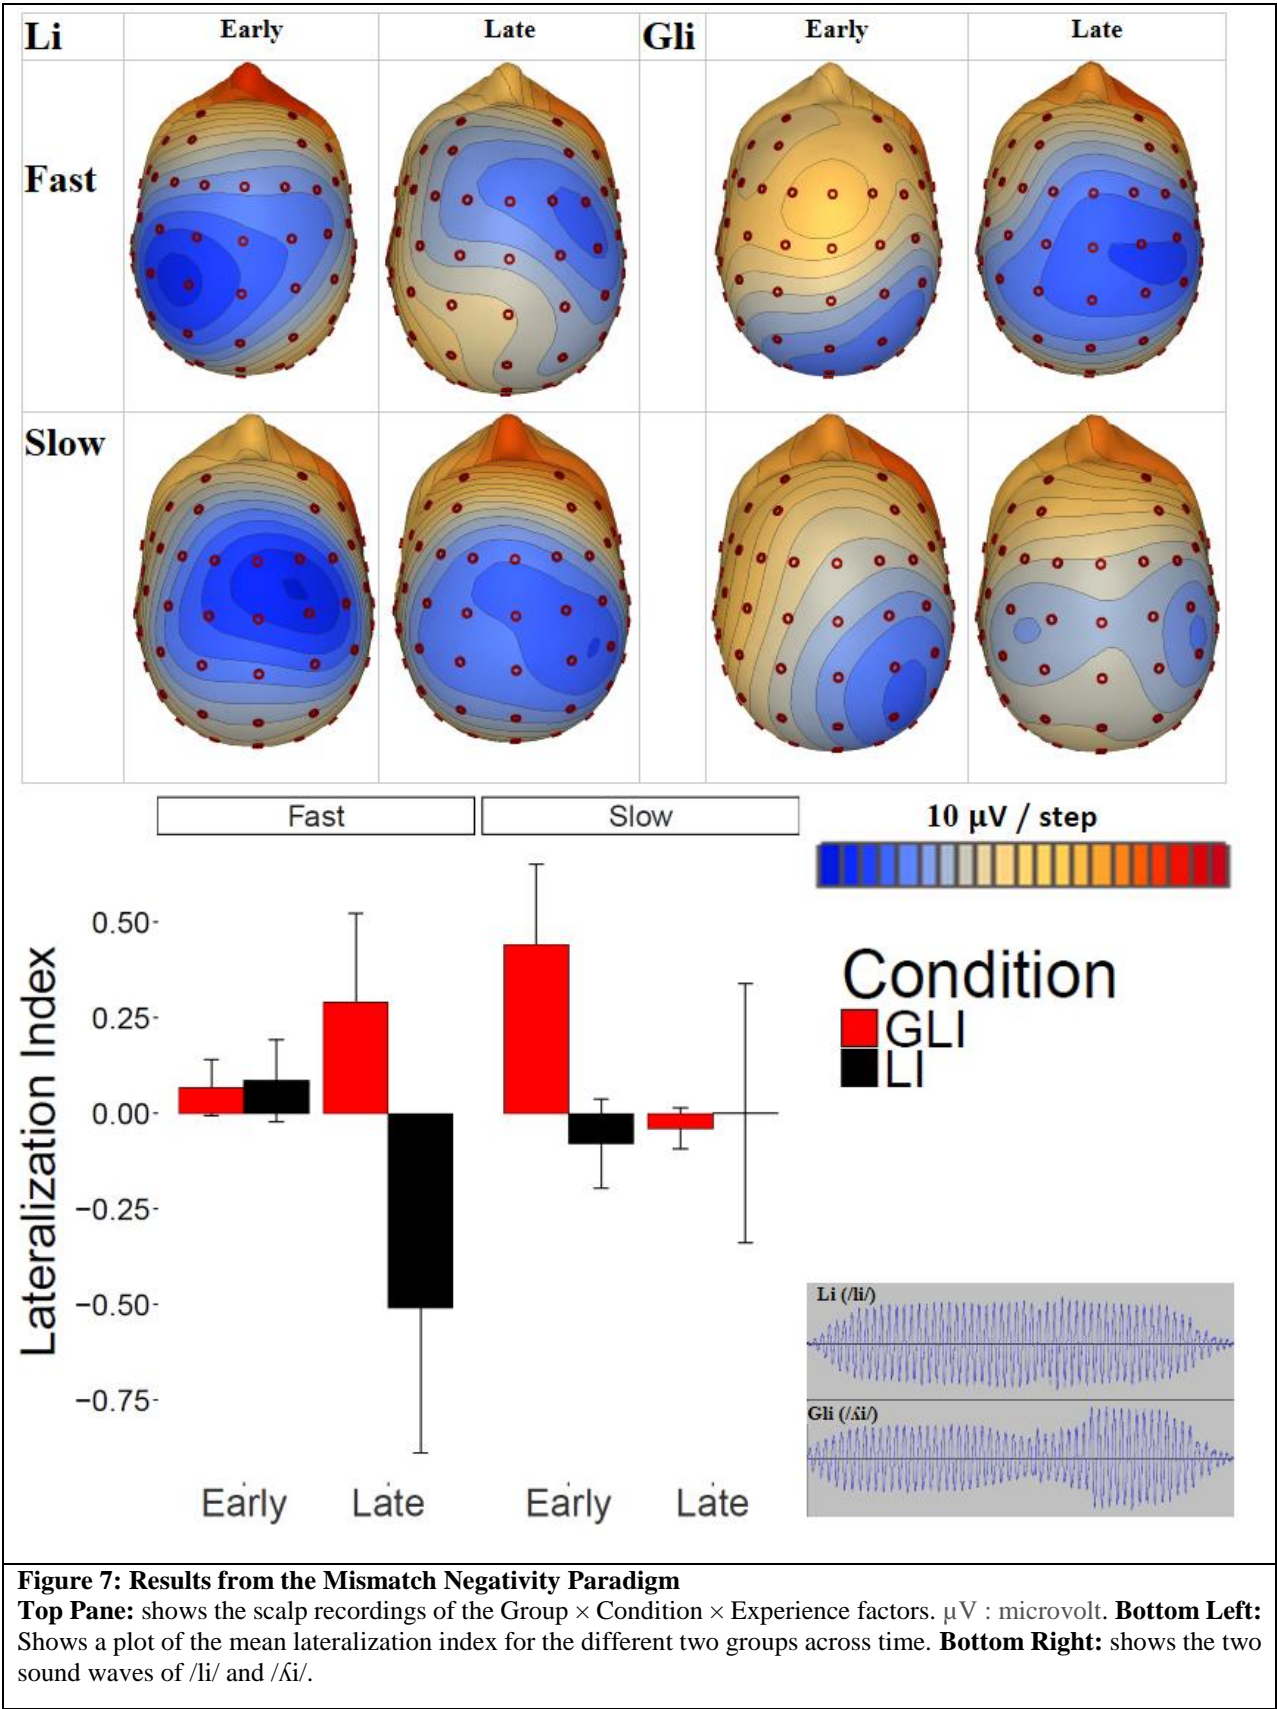 Li Early Late Gli Early Late
Fast
Slow
Fast Slow
10 µV / step
0.50
0.25
0.00
−0.25
−0.50
−0.75
Lateralization Index
Early Late Early Late
Condition
GLI
LI
Li (/li/)
Gli (/ʎi/)
Figure 7: Results from the Mismatch Negativity Paradigm
Top Pane: shows the scalp recordings of the Group × Condition × Experience factors. µV : microvolt. Bottom Left:
Shows a plot of the mean lateralization index for the different two groups across time. Bottom Right: shows the two
sound waves of /li/ and /ʎi/.